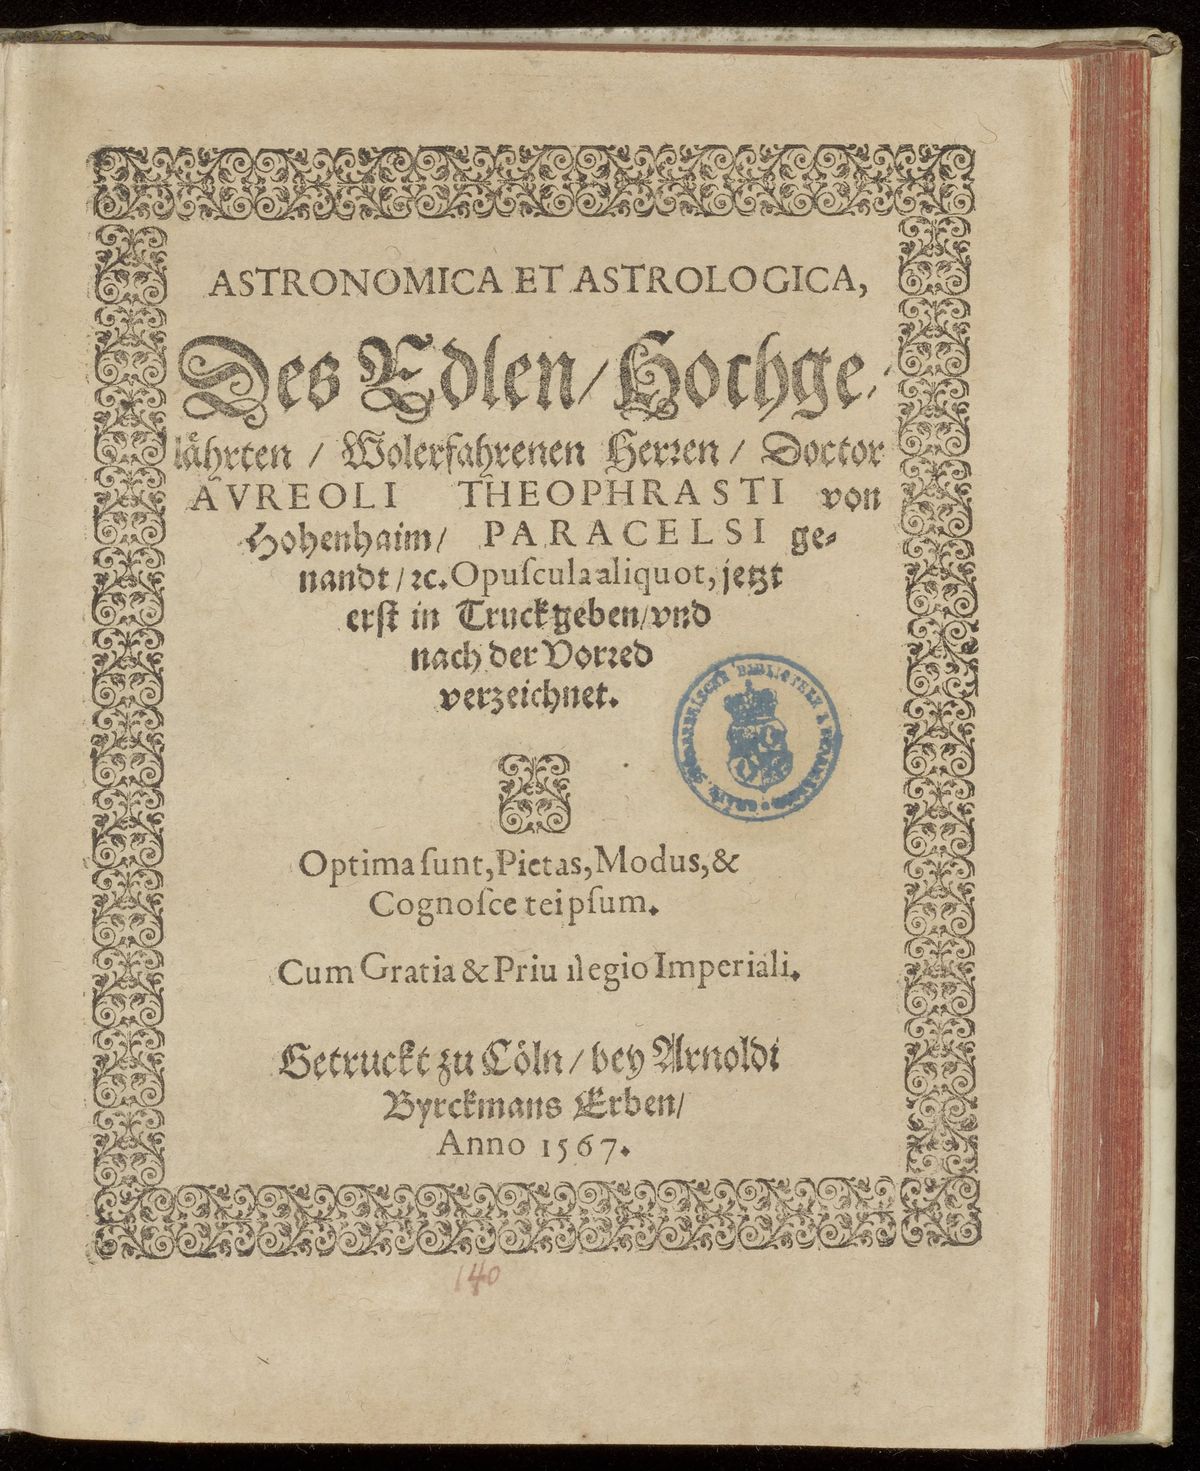 ASTRONOMICA ET ASTROLOGICA,
Des Edlen/ Hochge-
lährten / Wolerfahrenen Herren / Doctor
AVREOLI THEOPHRASTI von
Hohenhaim/ PARACELSI ge-
nandt / ꝛc. Opuſcula aliquot, jetzt
erſt in Truck geben/ vnd
nach der Vorred
verzeichnet.
BIBLIOTHEK
Optima ſunt, Pietas, Modus, &
Cognoſce teipſum.
Cum Gratia & Priuilegio Imperiali.
Getruckt zu Cöln / bey Arnoldi
Byrckmans Erben/
Anno 1567.
140